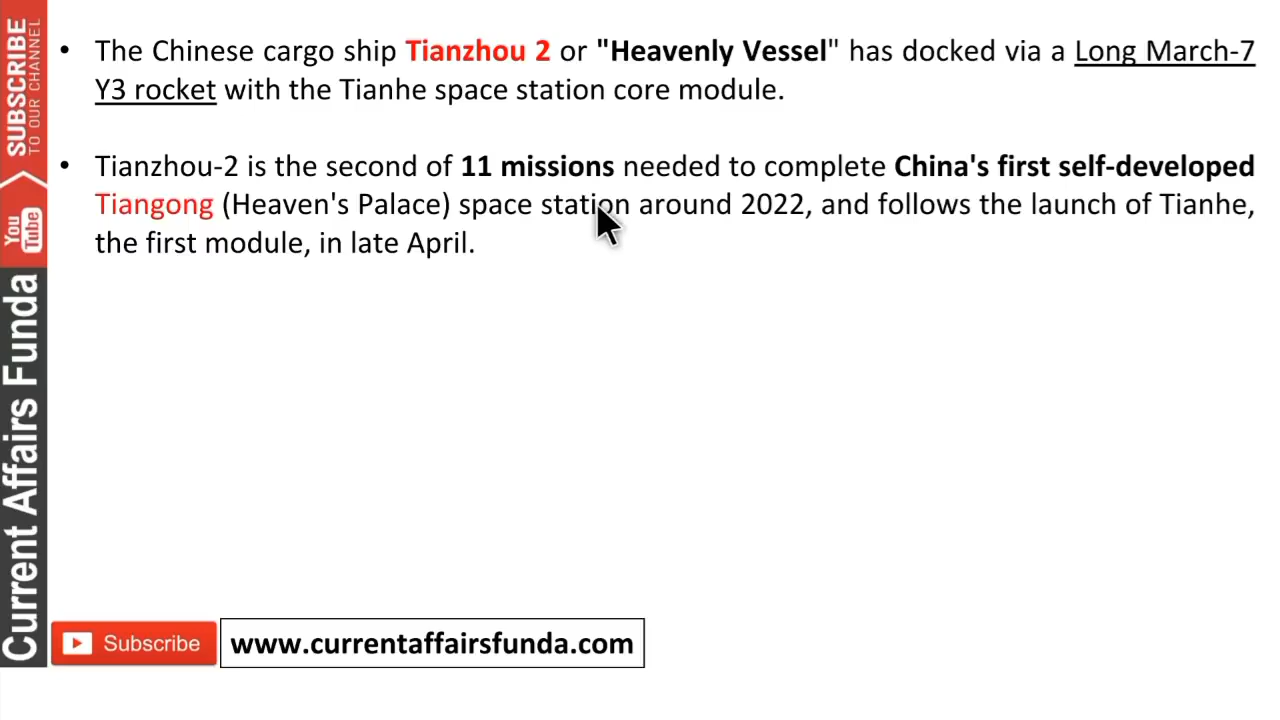 • The Chinese cargo ship Tianzhou 2 or "Heavenly Vessel" has docked via a Long March-7
Y3 rocket with the Tianhe space station core module.
• Tianzhou-2 is the second of 11 missions needed to complete China's first self-developed
Tiangong (Heaven's Palace) space station around 2022, and follows the launch of Tianhe,
the first module, in late April.
SUBSCRIBE
TO OUR CHANNEL
You
Tube
Current Affairs Funda
Subscribe
www.currentaffairsfunda.com